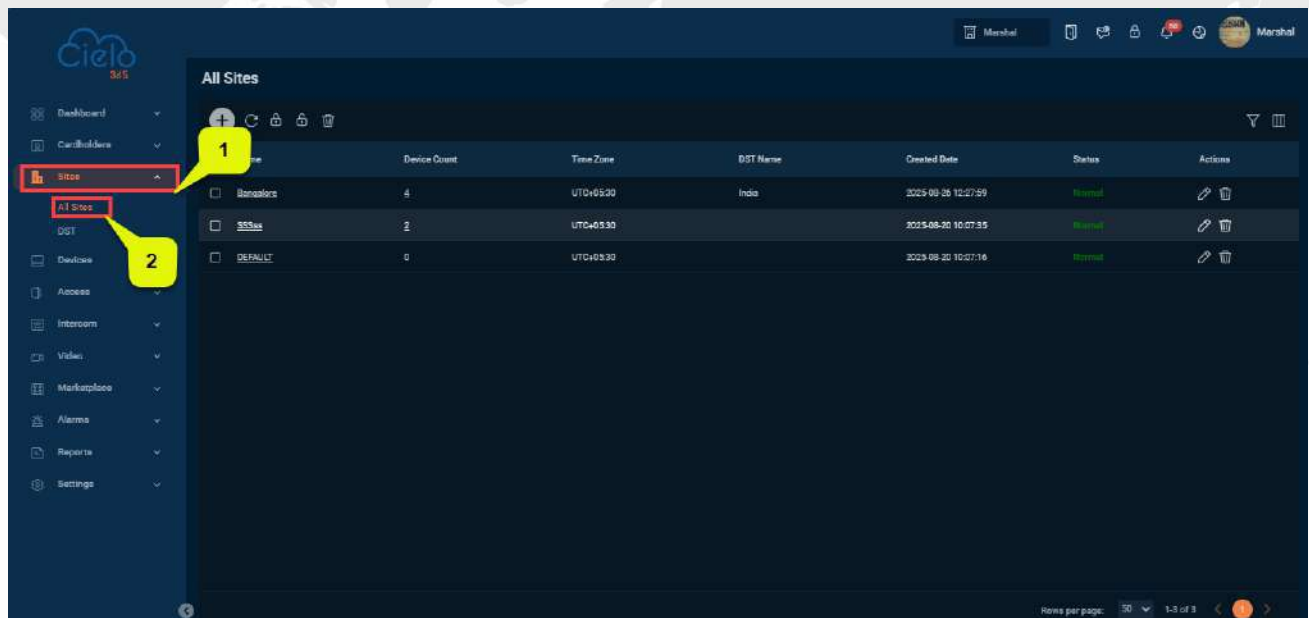 Cielo
365
Marshal
Marshal
All Sites
Dashboard
Cardholders
1
Device Count Time Zone DST Name Created Date Status Actions
Sites
Bangalore 4 UTC+05:30 India 2025-08-26 12:27:59 Normal
All Sites
2 UTC+05:30 2025-08-20 10:07:35 Normal
DST
Devices
2
DEFAULT 0 UTC+05:30 2025-08-20 10:07:16 Normal
Access
Intercom
Video
Marketplace
Alarms
Reports
Settings
Rows per page: 50 1-3 of 3 1